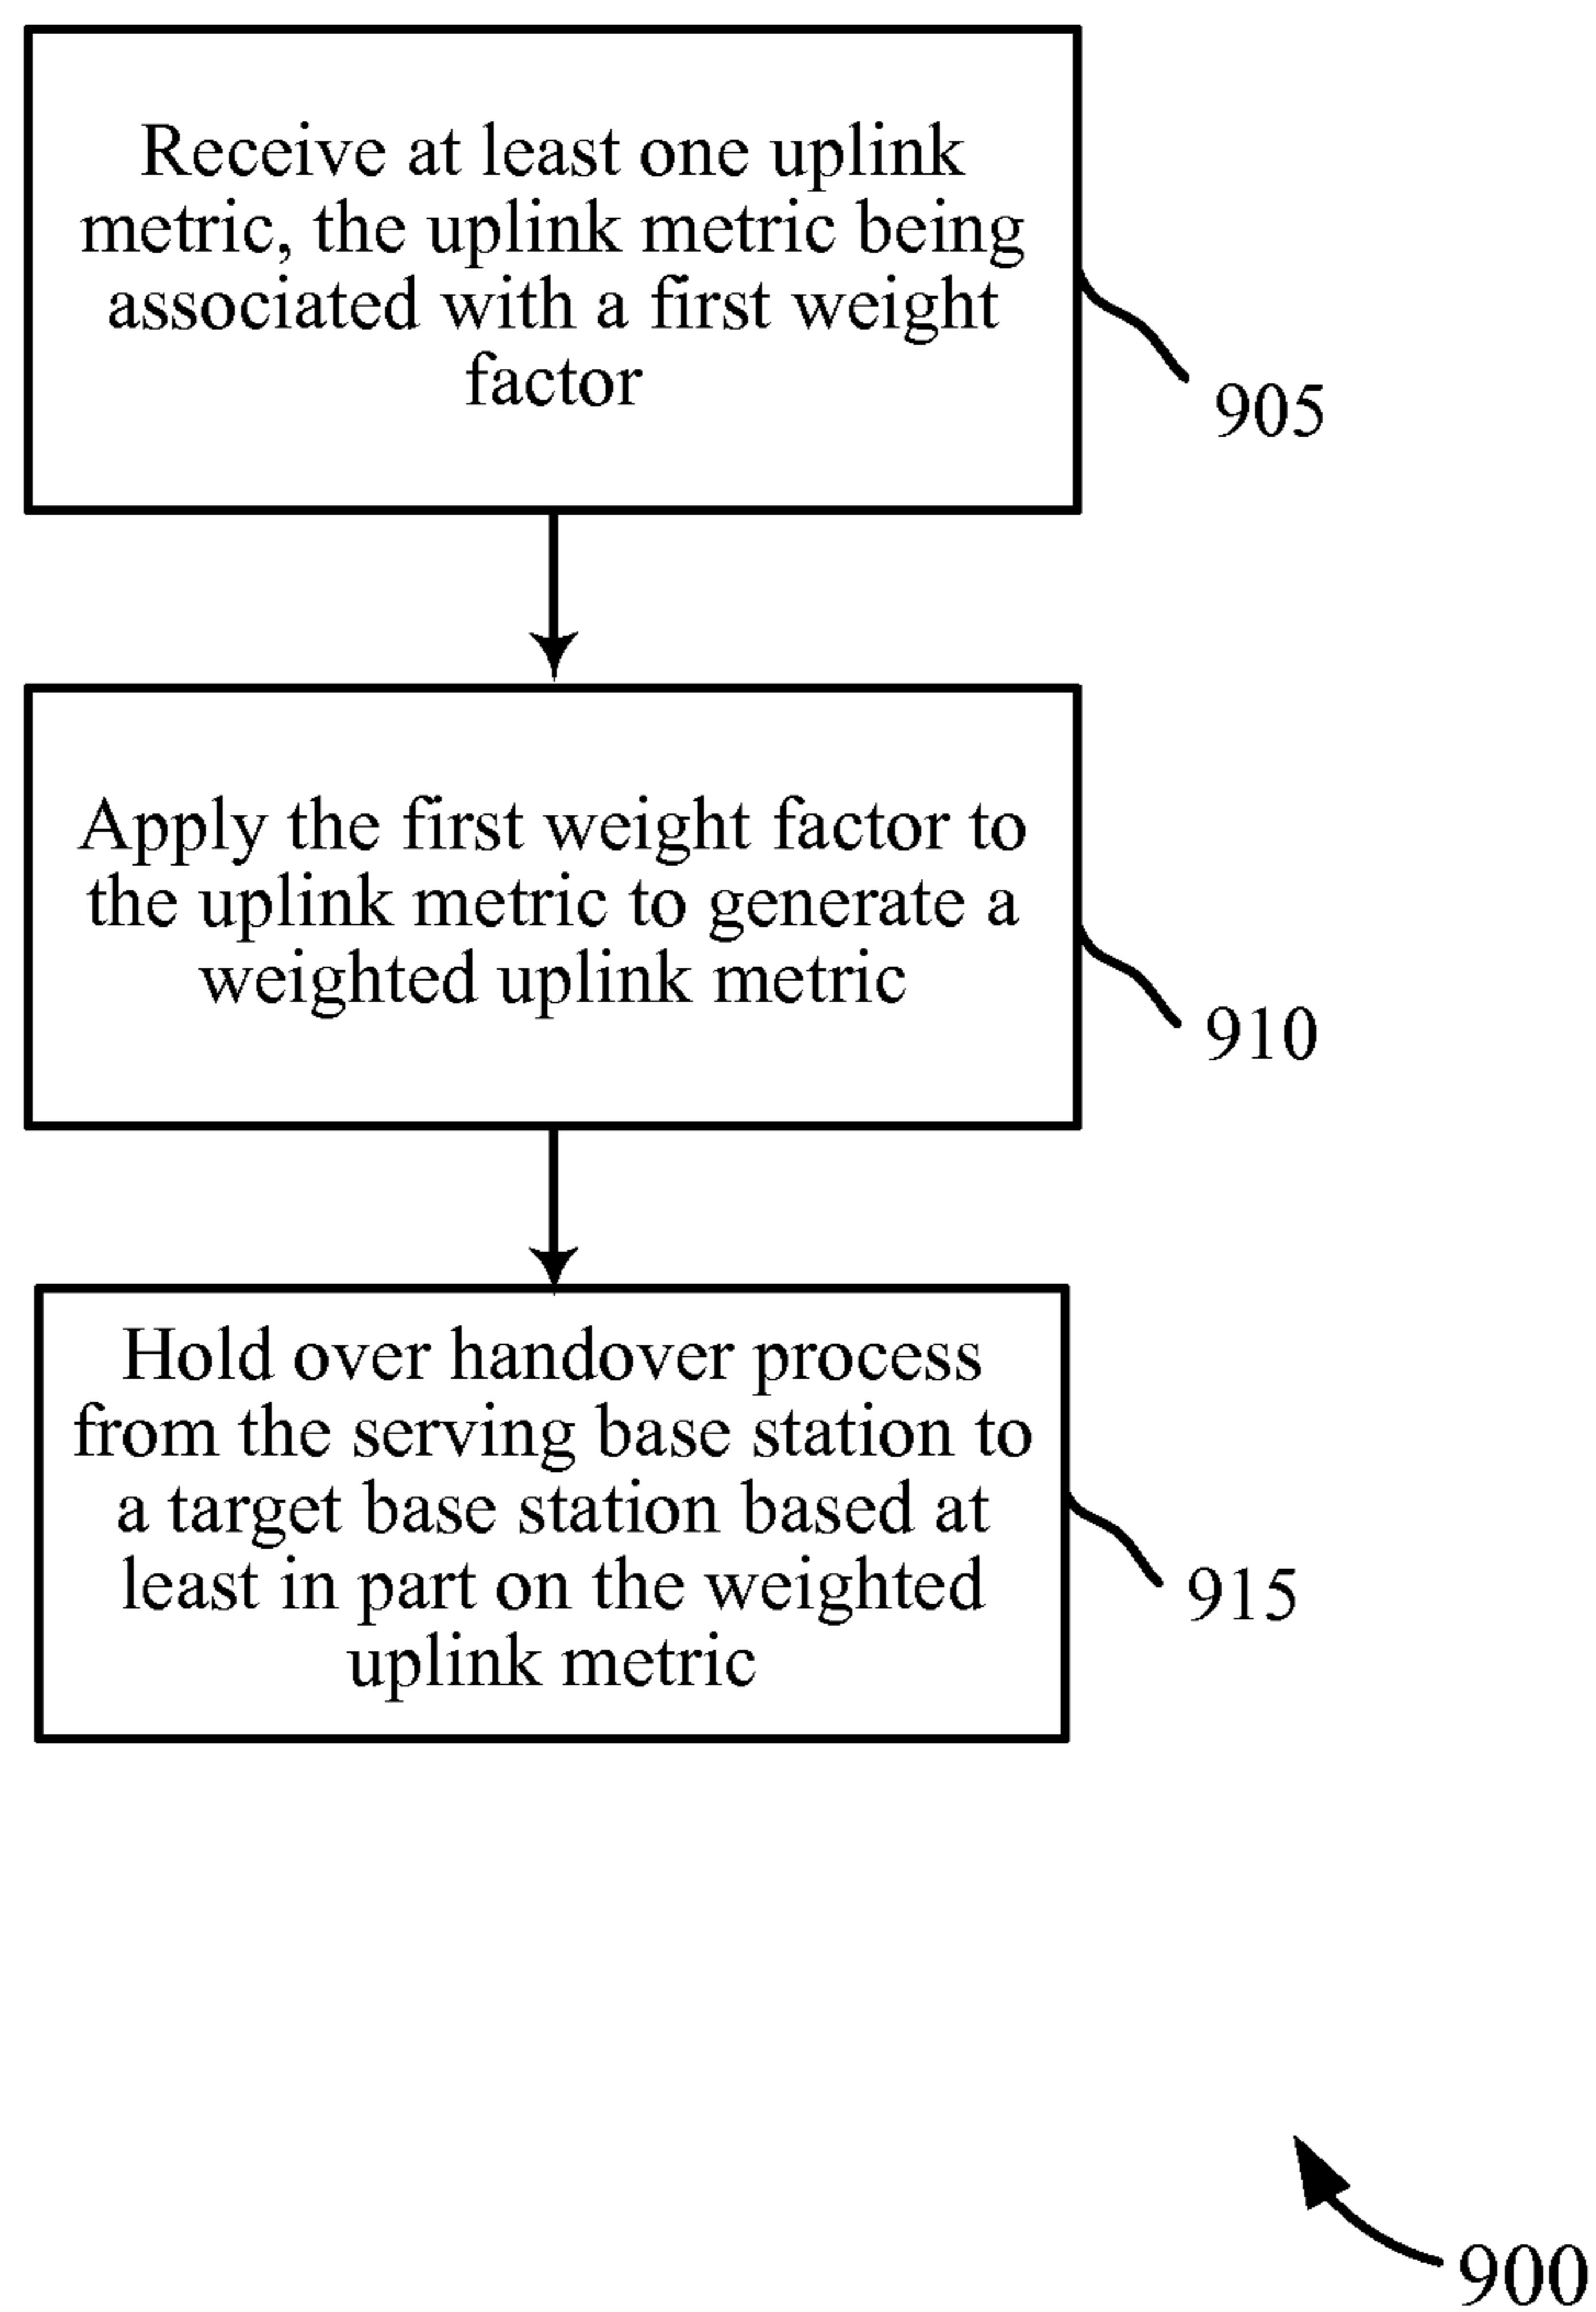 Receive at least one uplink
metric, the uplink metric being
associated with a first weight
factor
905
Apply the first weight factor to
the uplink metric to generate a
weighted uplink metric
910
Hold over handover process
from the serving base station to
a target base station based at
least in part on the weighted
uplink metric
915
900